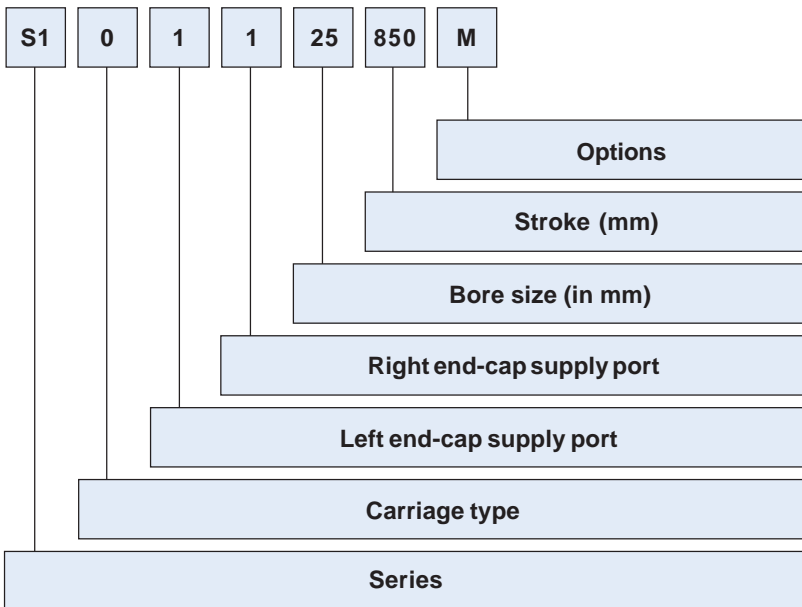 S1 0 1 1 25 850 M
Options
Stroke (mm)
Bore size (in mm)
Right end-cap supply port
Left end-cap supply port
Carriage type
Series